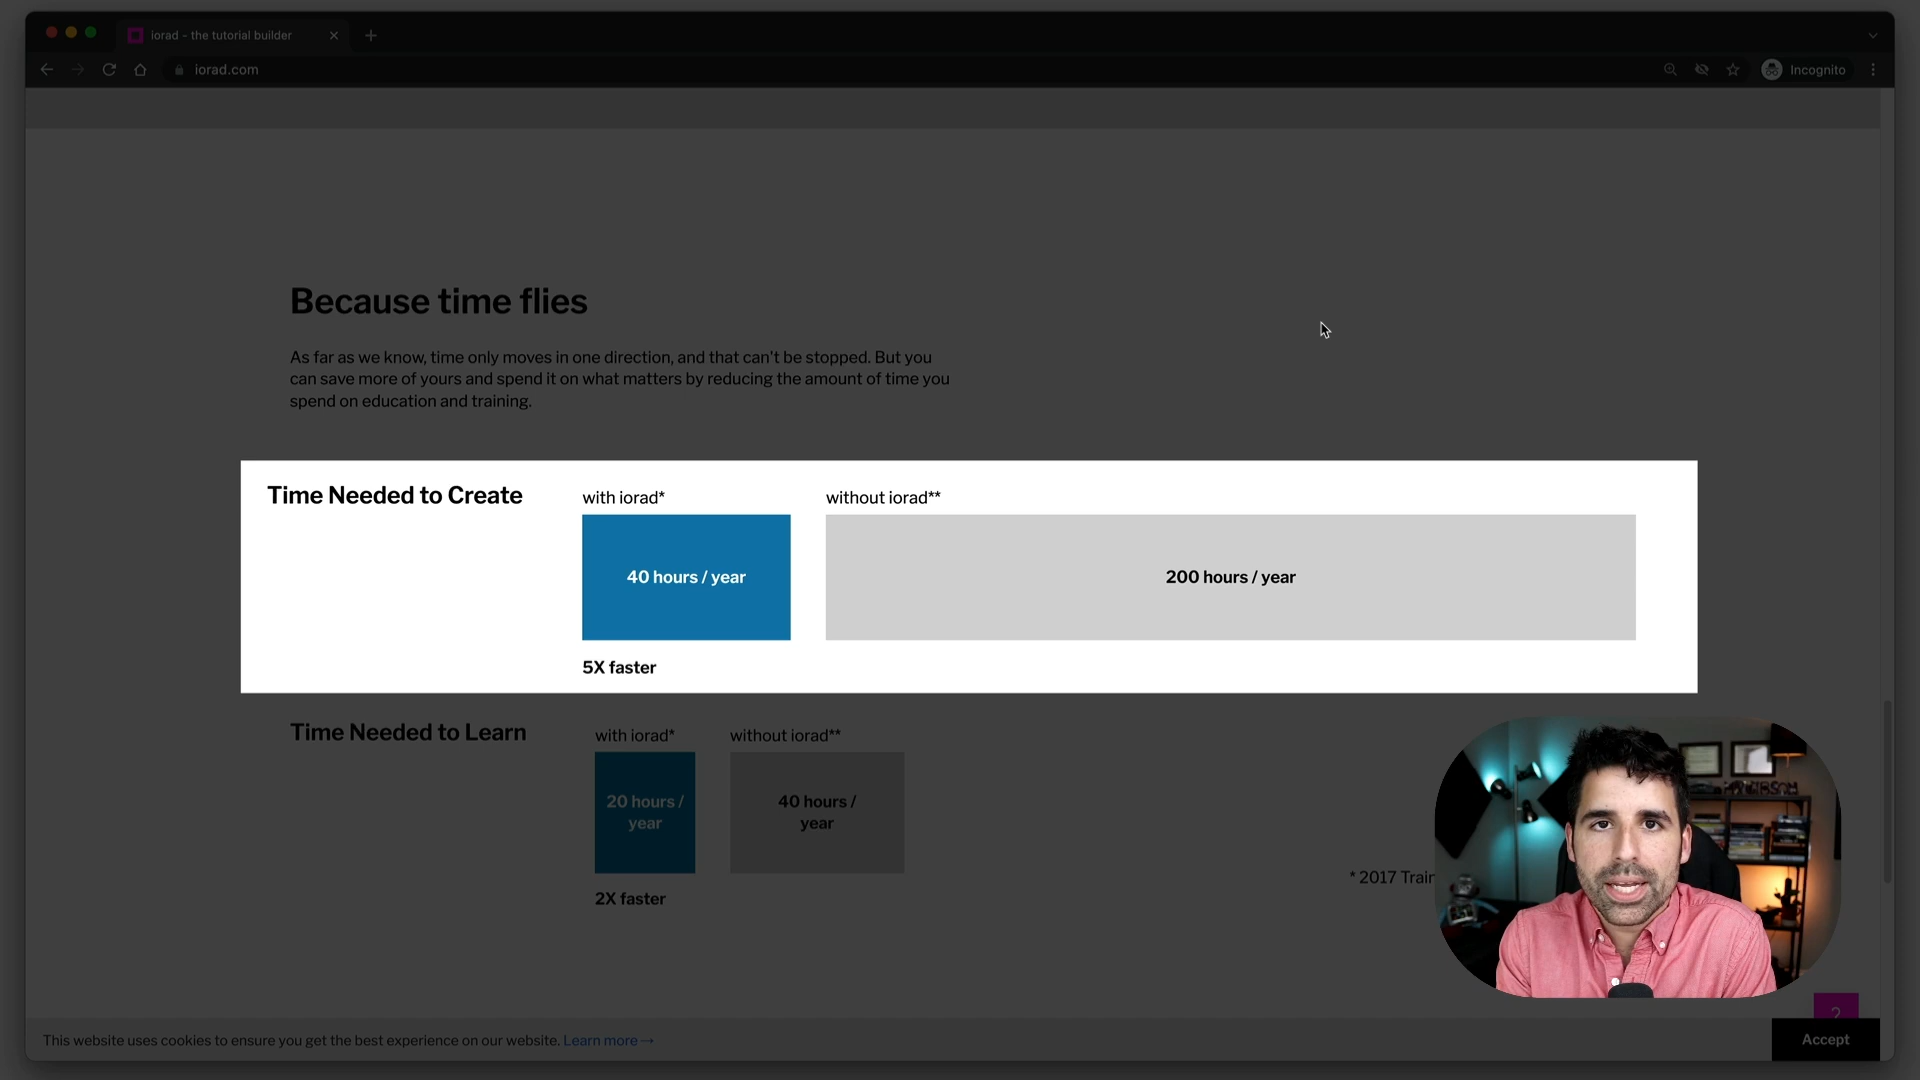 iorad - the tutorial builder
iorad.com
Incognito
Because time flies
As far as we know, time only moves in one direction, and that can't be stopped. But you
can save more of yours and spend it on what matters by reducing the amount of time you
spend on education and training.
Time Needed to Create
with iorad*
without iorad**
40 hours / year
200 hours / year
5X faster
Time Needed to Learn
with iorad*
without iorad**
20 hours /
year
40 hours /
year
2X faster
* 2017 Train
?
This website uses cookies to ensure you get the best experience on our website. Learn more →
Accept